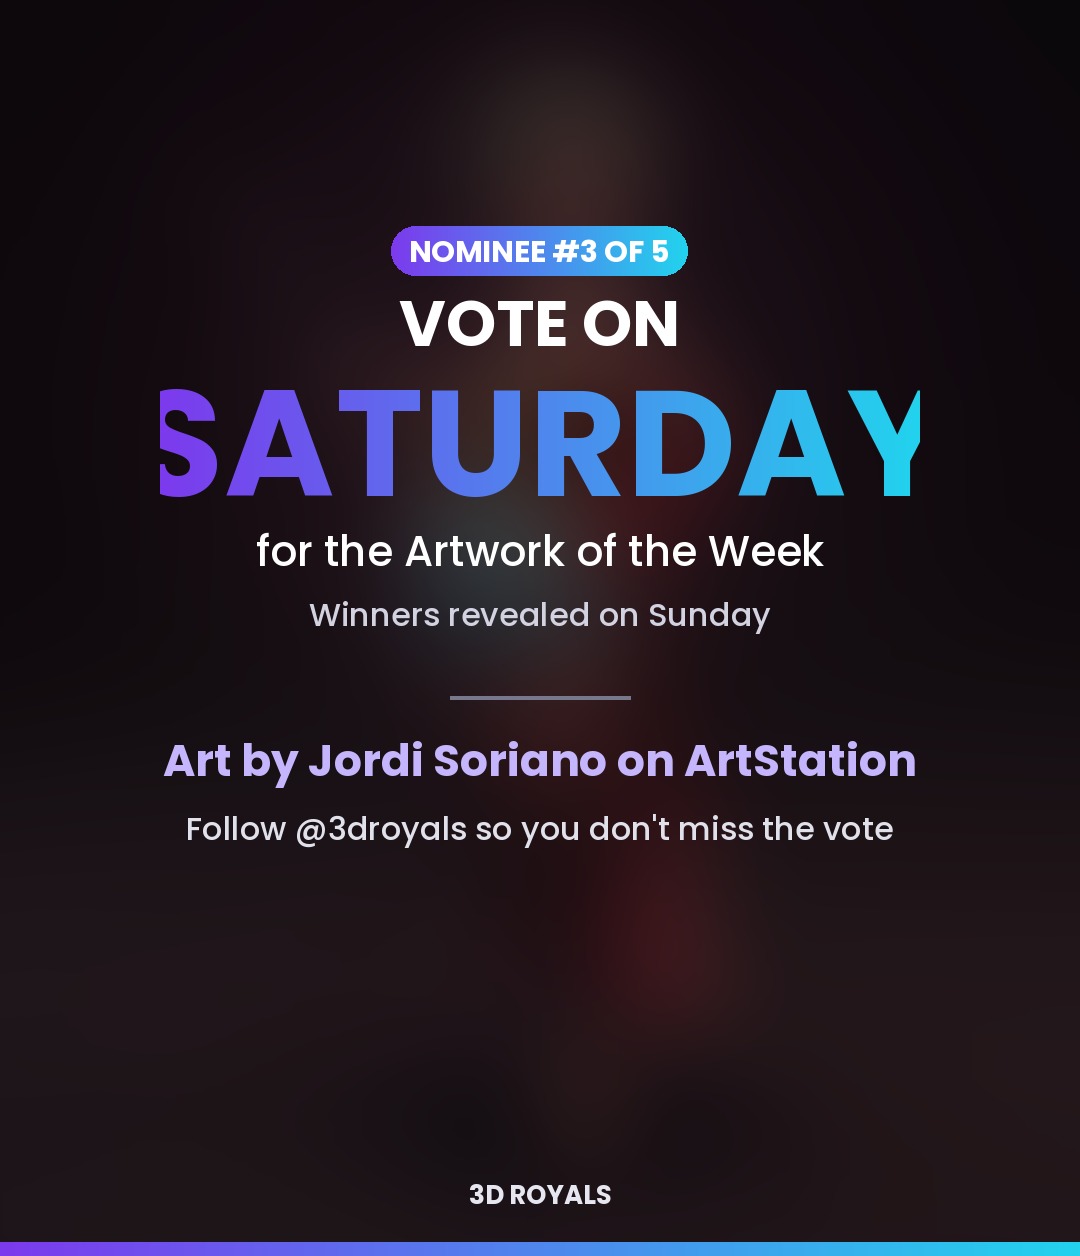 NOMINEE #3 OF 5
VOTE ON
SATURDAY
for the Artwork of the Week
Winners revealed on Sunday
Art by Jordi Soriano on ArtStation
Follow @3droyals so you don't miss the vote
3D ROYALS